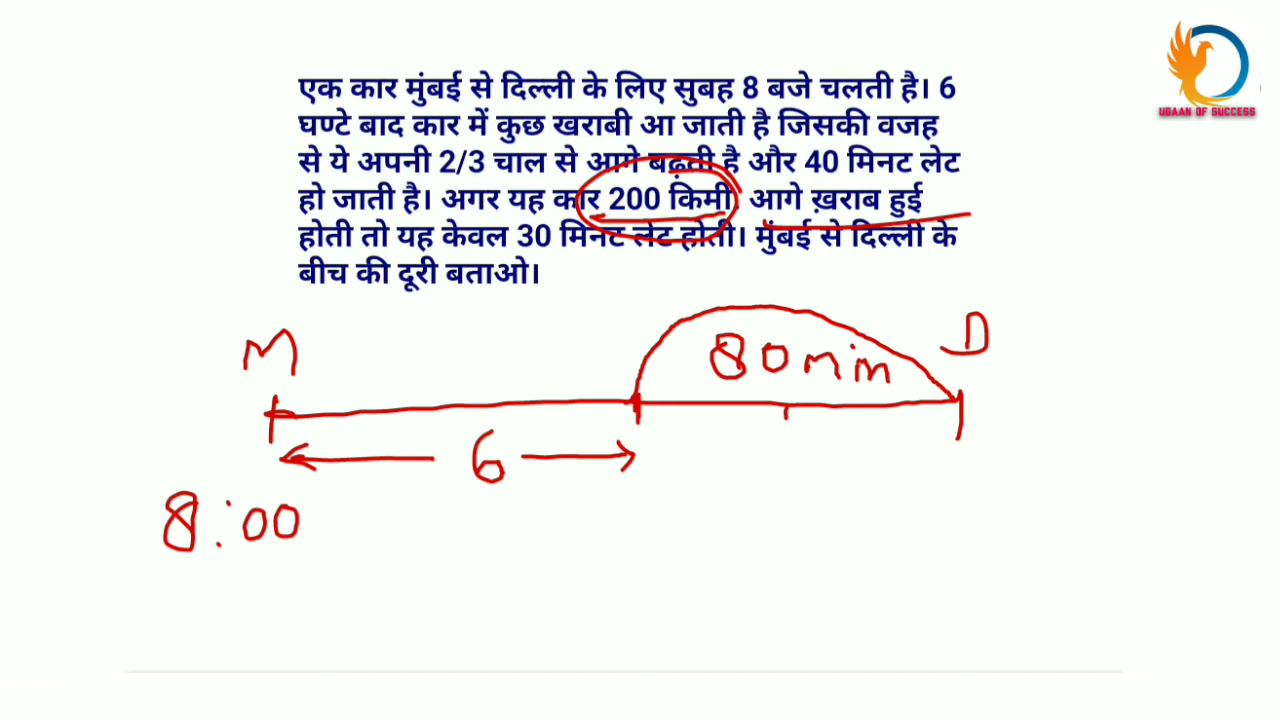 UDAAN OF SUCCESS
एक कार मुंबई से दिल्ली के लिए सुबह 8 बजे चलती है। 6
घण्टे बाद कार में कुछ खराबी आ जाती है जिसकी वजह
से ये अपनी 2/3 चाल से आगे बढ़ती है और 40 मिनट लेट
हो जाती है। अगर यह कार 200 किमी. आगे ख़राब हुई
होती तो यह केवल 30 मिनट लेट होती। मुंबई से दिल्ली के
बीच की दूरी बताओ।
M 80 min D
6
8:00